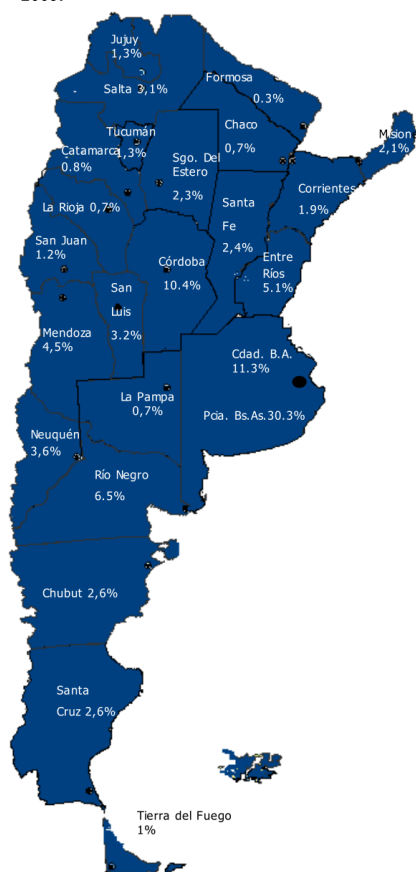 Jujuy
1,3%
Formosa
0.3%
Salta 3,1%
Chaco
0,7%
Tucumán
1,3%
Mision
2,1%
Catamarca
0.8%
Sgo. Del
Estero
2,3%
Corrientes
1.9%
La Rioja 0,7%
Santa
Fe
2,4%
San Juan
1.2%
Córdoba
10.4%
Entre
Ríos
5.1%
San
Luis
3.2%
Mendoza
4,5%
Cdad. B.A.
11.3%
La Pampa
0,7%
Pcia. Bs.As.30.3%
Neuquén
3,6%
Río Negro
6.5%
Chubut 2,6%
Santa
Cruz 2,6%
Tierra del Fuego
1%